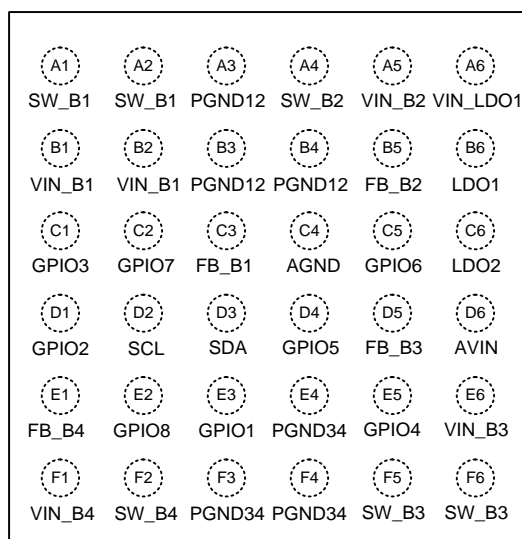 A1 A2 A3 A4 A5 A6
SW_B1 SW_B1 PGND12 SW_B2 VIN_B2 VIN_LDO1
B1 B2 B3 B4 B5 B6
VIN_B1 VIN_B1 PGND12 PGND12 FB_B2 LDO1
C1 C2 C3 C4 C5 C6
GPIO3 GPIO7 FB_B1 AGND GPIO6 LDO2
D1 D2 D3 D4 D5 D6
GPIO2 SCL SDA GPIO5 FB_B3 AVIN
E1 E2 E3 E4 E5 E6
FB_B4 GPIO8 GPIO1 PGND34 GPIO4 VIN_B3
F1 F2 F3 F4 F5 F6
VIN_B4 SW_B4 PGND34 PGND34 SW_B3 SW_B3